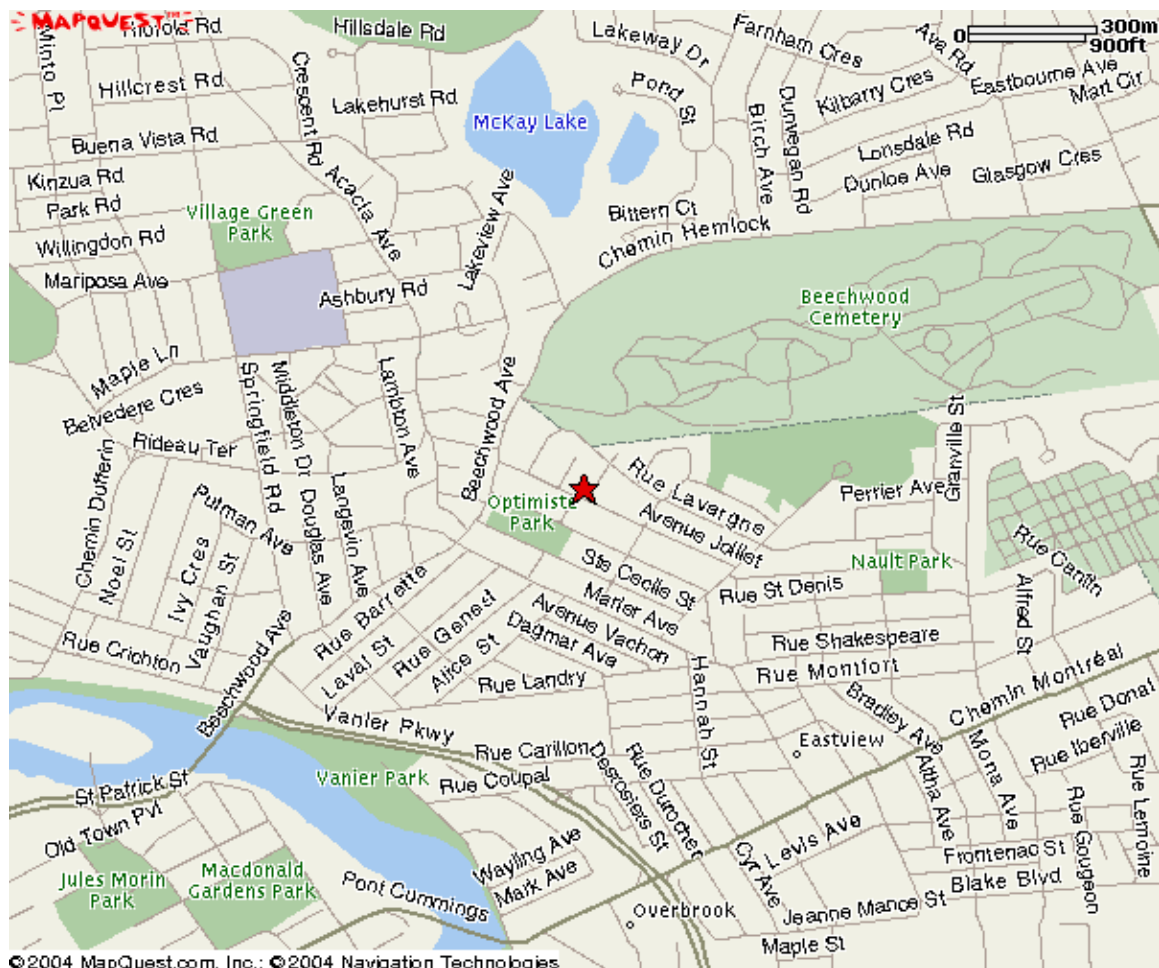 MAPQUEST
300m
0
900ft
Minto Pl
Hillsdale Rd
Lakeway Dr
Farnham Cres
Ava Rd
Hillcrest Rd
Crescent Rd
Lakehurst Rd
Pond St
Kilbarry Cres
Eastbourne Ave
Mart Cir
McKay Lake
Birch Ave
Dunvegan Rd
Lonsdale Rd
Buena Vista Rd
Kinzua Rd
Acacia Ave
Dunloe Ave
Glasgow Cres
Park Rd
Village Green
Park
Lakeview Ave
Bittern Ct
Willingdon Rd
Chemin Hemlock
Mariposa Ave
Ashbury Rd
Beechwood
Cemetery
Maple Ln
Belvedere Cres
Springfield Rd
Middleton Dr
Lambton Ave
Beechwood Ave
Granville St
Rideau Ter
Chemin Dufferin
Noel St
Putman Ave
Ivy Cres
Vaughan St
Douglas Ave
Langevin Ave
Optimiste
Park
Rue Lavargne
Avenue Jolliet
Perrier Ave
Nault Park
Rue Cantin
Ste Cecile St
Rue St Denis
Alfred St
Marier Ave
Rue Barrette
Laval St
Rue Genest
Alice St
Avenue Vachon
Dagmar Ave
Rue Shakespeare
Rue Crichton
Beechwood Ave
Rue Landry
Hannah St
Rue Montfort
Bradley Ave
Chemin Montréal
Vanier Pkwy
Rue Carillon
Eastview
Rue Donat
Rue Iberville
Vanier Park
Rue Coupal
Desrosiers St
Rue Durocher
Altha Ave
Mona Ave
Rue Gougeon
Rue Lemoine
St Patrick St
Old Town Pvt
Wayling Ave
Mark Ave
Cyr Ave
Levis Ave
Frontenac St
Blake Blvd
Jules Morin
Park
Macdonald
Gardens Park
Pont Cummings
Overbrook
Jeanne Mance St
Maple St
©2004 MapQuest.com, Inc.; ©2004 Navigation Technologies